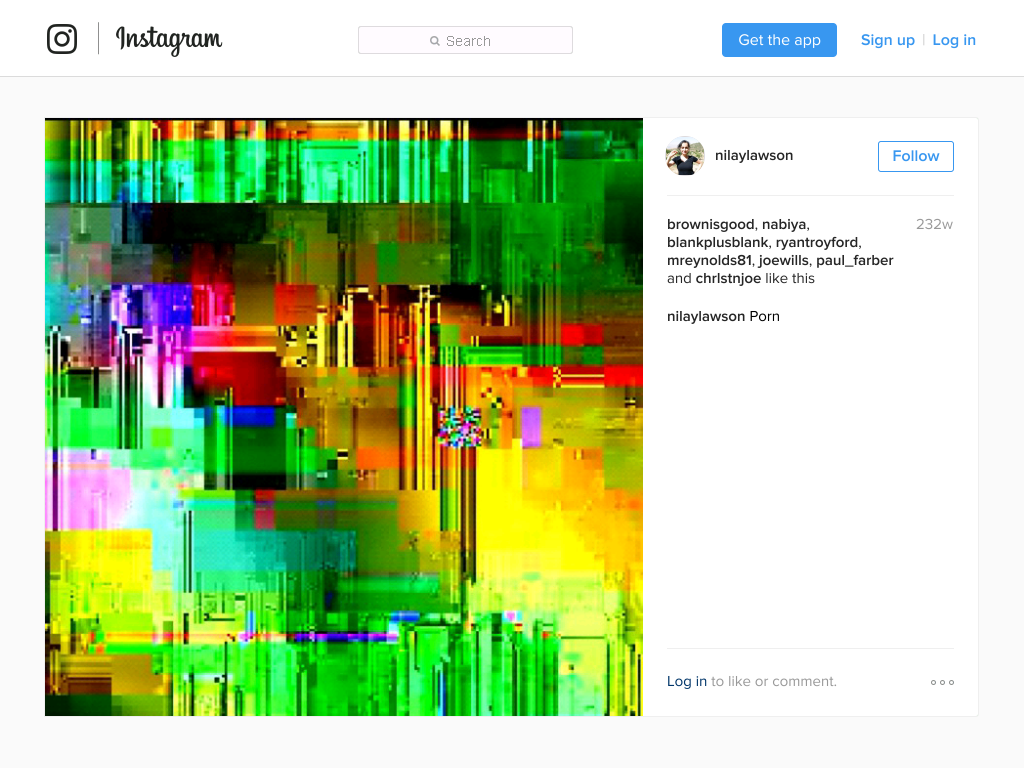 Instagram
Search
Get the app
Sign up | Log in
nilaylawson
Follow
brownisgood, nabiya,
232w
blankplusblank, ryantroyford,
mreynolds81, joewills, paul_farber
and chrlstnjoe like this
nilaylawson Porn
Log in to like or comment.